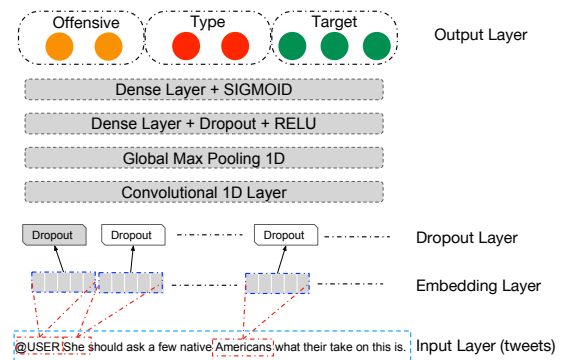 Offensive Type Target
Output Layer
Dense Layer + SIGMOID
Dense Layer + Dropout + RELU
Global Max Pooling 1D
Convolutional 1D Layer
Dropout Dropout Dropout Dropout Layer
Embedding Layer
@USER She should ask a few native Americans what their take on this is. Input Layer (tweets)